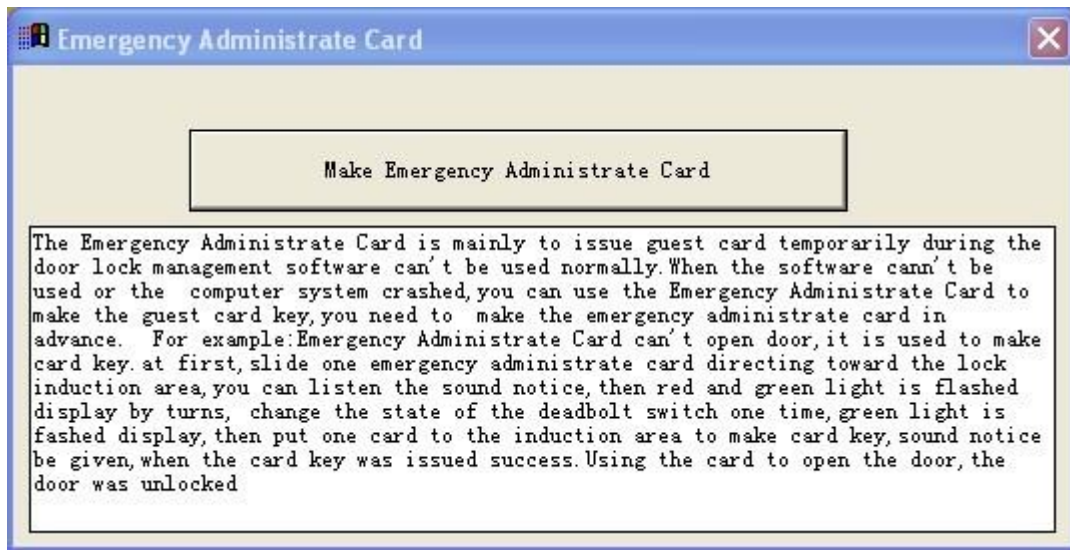 Emergency Administrate Card
Make Emergency Administrate Card
The Emergency Administrate Card is mainly to issue guest card temporarily during the
door lock management software can't be used normally.When the software cann't be
used or the  computer system crashed,you can use the Emergency Administrate Card to
make the guest card key,you need to  make the emergency administrate card in
advance.  For example:Emergency Administrate Card can't open door,it is used to make
card key.at first,slide one emergency administrate card directing toward the lock
induction area,you can listen the sound notice,then red and green light is flashed
display by turns, change the state of the deadbolt switch one time,green light is
fashed display,then put one card to the induction area to make card key,sound notice
be given,when the card key was issued success.Using the card to open the door,the
door was unlocked